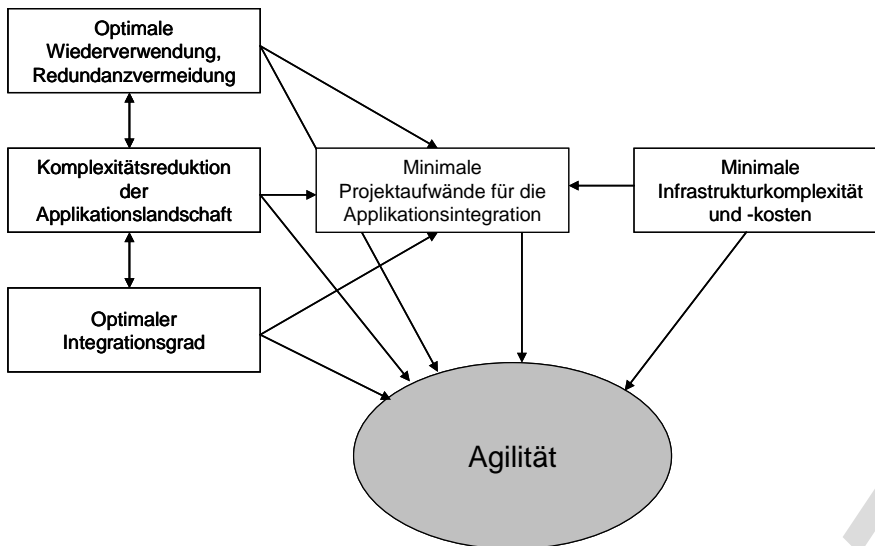 Optimale
Wiederverwendung,
Redundanzvermeidung
Komplexitätsreduktion
der
Applikationslandschaft
Optimaler
Integrationsgrad
Minimale
Projektaufwände für die
Applikationsintegration
Minimale
Infrastrukturkomplexität
und -kosten
Agilität